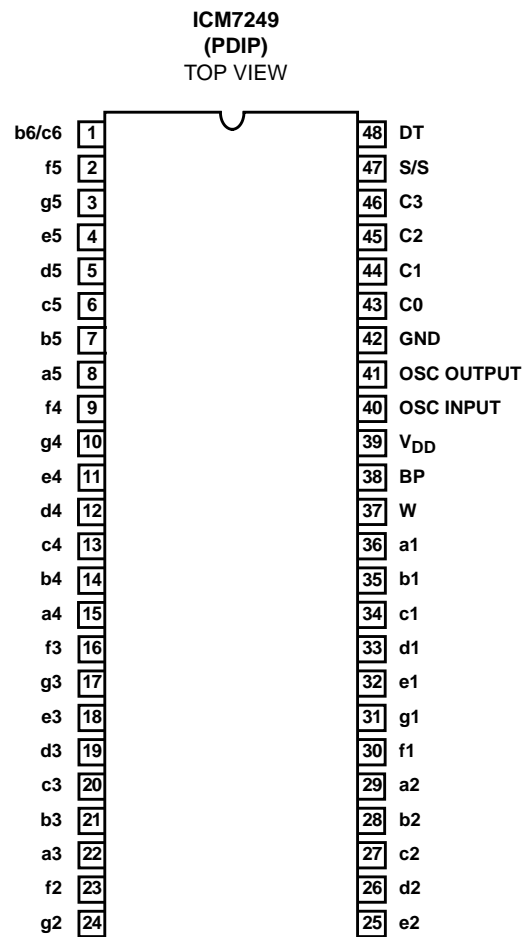 ICM7249
(PDIP)
TOP VIEW
b6/c6 1 48 DT
f5 2 47 S/S
g5 3 46 C3
e5 4 45 C2
d5 5 44 C1
c5 6 43 C0
b5 7 42 GND
a5 8 41 OSC OUTPUT
f4 9 40 OSC INPUT
g4 10 39 VDD
e4 11 38 BP
d4 12 37 W
c4 13 36 a1
b4 14 35 b1
a4 15 34 c1
f3 16 33 d1
g3 17 32 e1
e3 18 31 g1
d3 19 30 f1
c3 20 29 a2
b3 21 28 b2
a3 22 27 c2
f2 23 26 d2
g2 24 25 e2